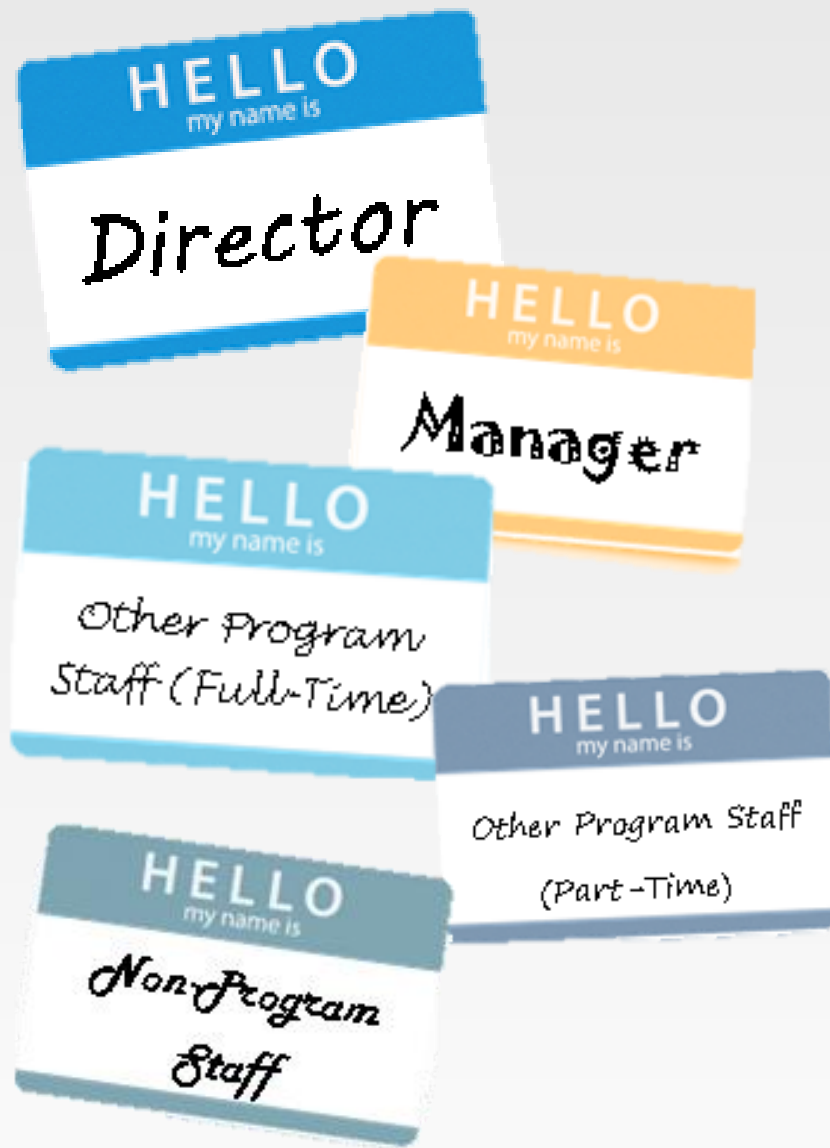 HELLO
my name is
Director
HELLO
my name is
Manager
HELLO
my name is
Other Program
Staff (Full-Time)
HELLO
my name is
Other Program Staff
(Part-Time)
HELLO
my name is
Non-Program
Staff